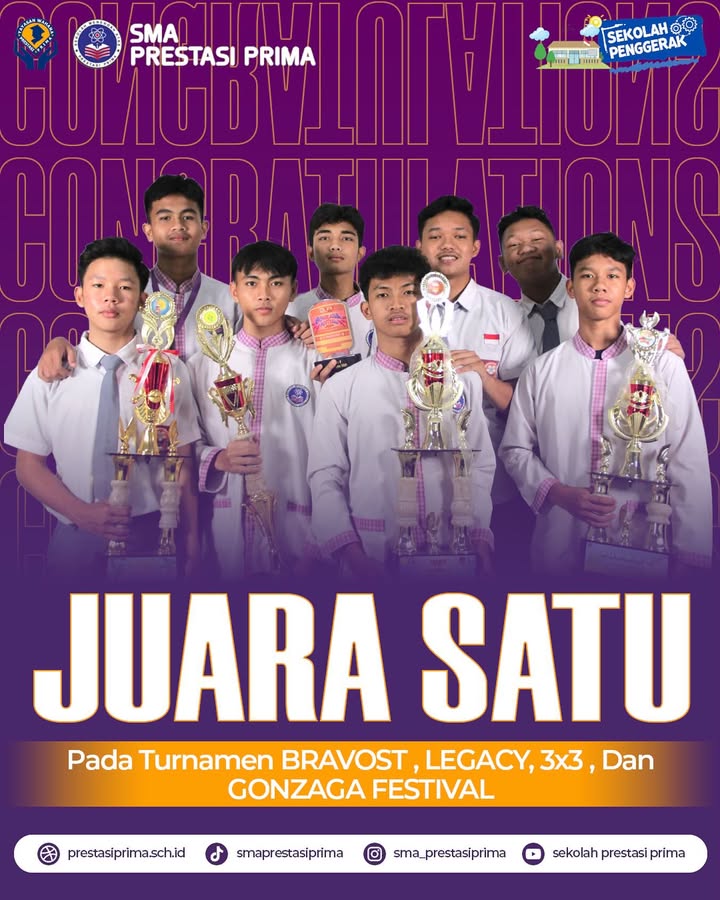 SMA
PRESTASI PRIMA
SEKOLAH
PENGGERAK
CONGRATULATIONS
CONGRATULATIONS
JUARA SATU
Pada Turnamen BRAVOST , LEGACY, 3x3 , Dan
GONZAGA FESTIVAL
prestasiprima.sch.id
smaprestasiprima
sma_prestasiprima
sekolah prestasi prima